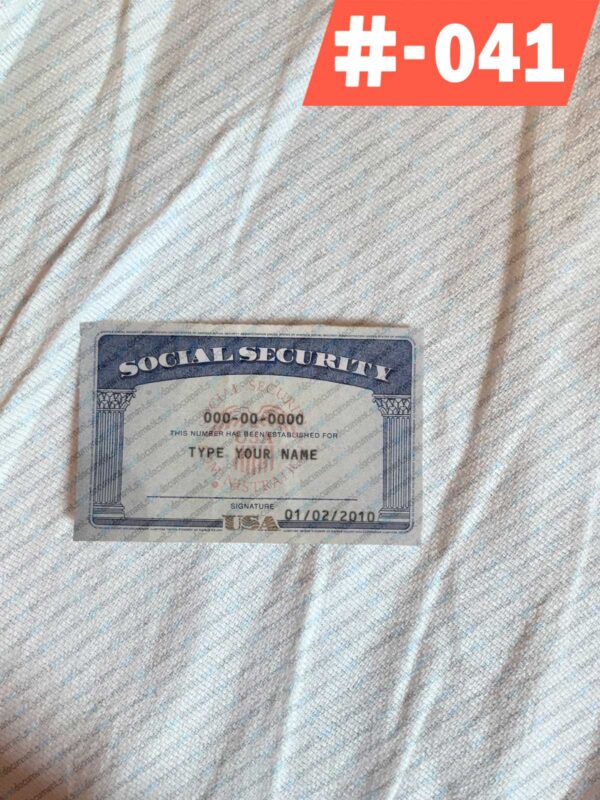 #-041
SOCIAL SECURITY
000-00-0000
THIS NUMBER HAS BEEN ESTABLISHED FOR
TYPE YOUR NAME
SIGNATURE
USA 01/02/2010